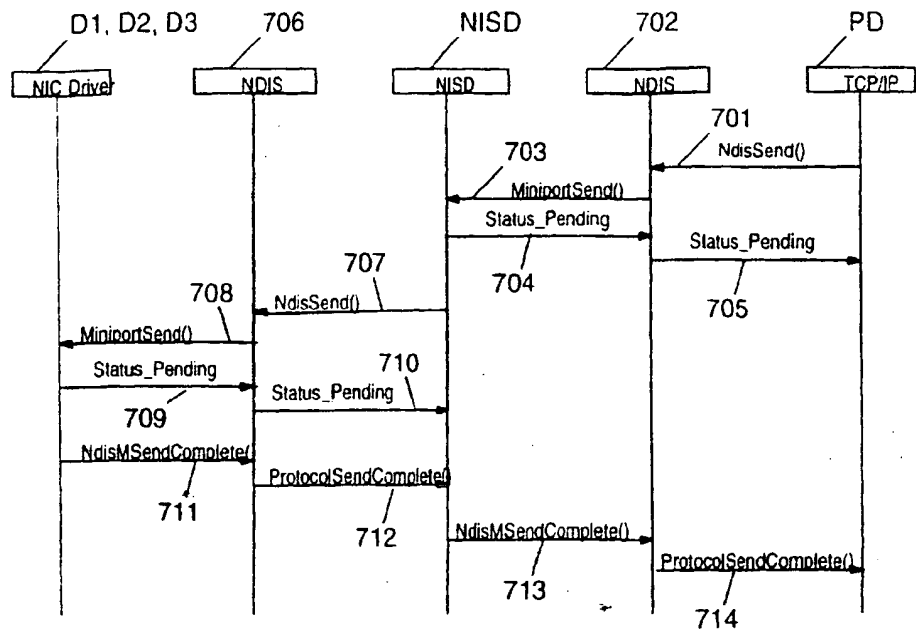 D1, D2, D3 706 NISD 702 PD
NIC Driver NDIS NISD NDIS TCP/IP
701
NdisSend()
703
MiniportSend()
Status_Pending
704
Status_Pending
705
707
NdisSend()
708
MiniportSend()
Status_Pending
709
710
Status_Pending
NdisMSendComplete(
711
ProtocolSendComplete()
712
NdisMSendComplete()
713
ProtocolSendComplete()
714